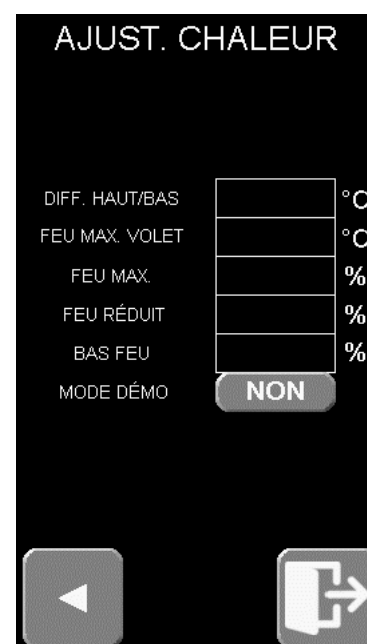 AJUST. CHALEUR
DIFF. HAUT/BAS °C
FEU MAX. VOLET °C
FEU MAX. %
FEU RÉDUIT %
BAS FEU %
MODE DÉMO NON